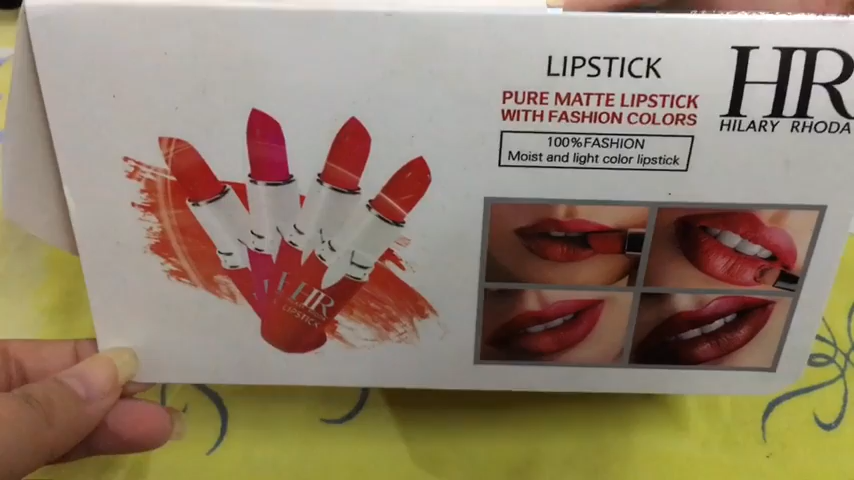 LIPSTICK
PURE MATTE LIPSTICK
WITH FASHION COLORS
100%FASHION
Moist and light color lipstick
HR
HILARY RHODA
HR
LIPSTICK